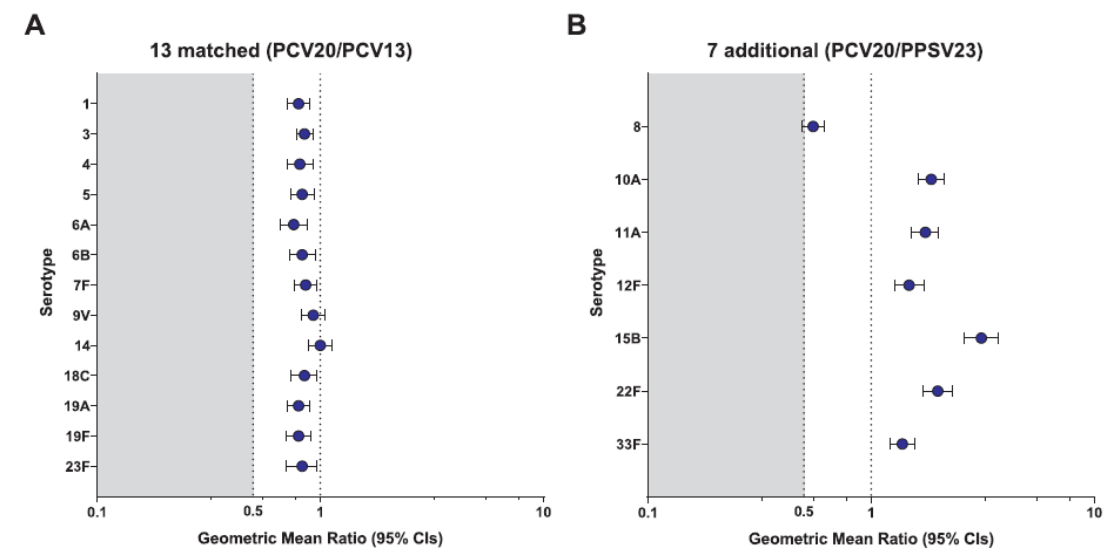 A
13 matched (PCV20/PCV13)
Serotype
1
3
4
5
6A
6B
7F
9V
14
18C
19A
19F
23F
0.1 0.5 1 10
Geometric Mean Ratio (95% CIs)
B
7 additional (PCV20/PPSV23)
Serotype
8
10A
11A
12F
15B
22F
33F
0.1 0.5 1 10
Geometric Mean Ratio (95% CIs)